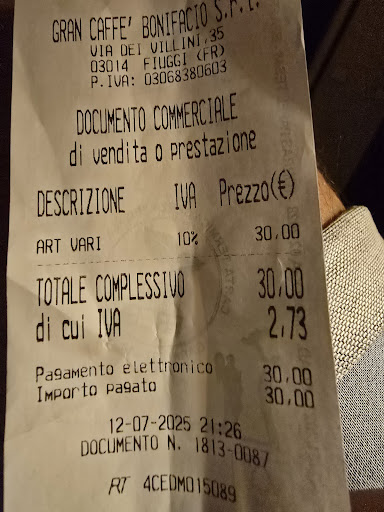 GRAN CAFFE' BONIFACIO S.r.l.
VIA DEI VILLINI,35
03014 FIUGGI (FR)
P.IVA: 03068380603
DOCUMENTO COMMERCIALE
di vendita o prestazione
DESCRIZIONE IVA Prezzo(€)
ART VARI 10% 30,00
TOTALE COMPLESSIVO 30,00
di cui IVA 2,73
Pagamento elettronico 30,00
Importo pagato 30,00
12-07-2025 21:26
DOCUMENTO N. 1813-0087
RT 4CEDM015089